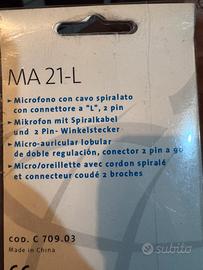 MA 21-L
Microfono con cavo spiralato
con connettore a "L", 2 pin
Mikrofon mit Spiralkabel
und 2 Pin- Winkelstecker
Micro-auricular lobular
de doble regulación, conector 2 pin a 90
Micro/oreillette avec cordon spiralé
et connecteur coudé 2 broches
COD. C 709.03
Made in China
CE
subito